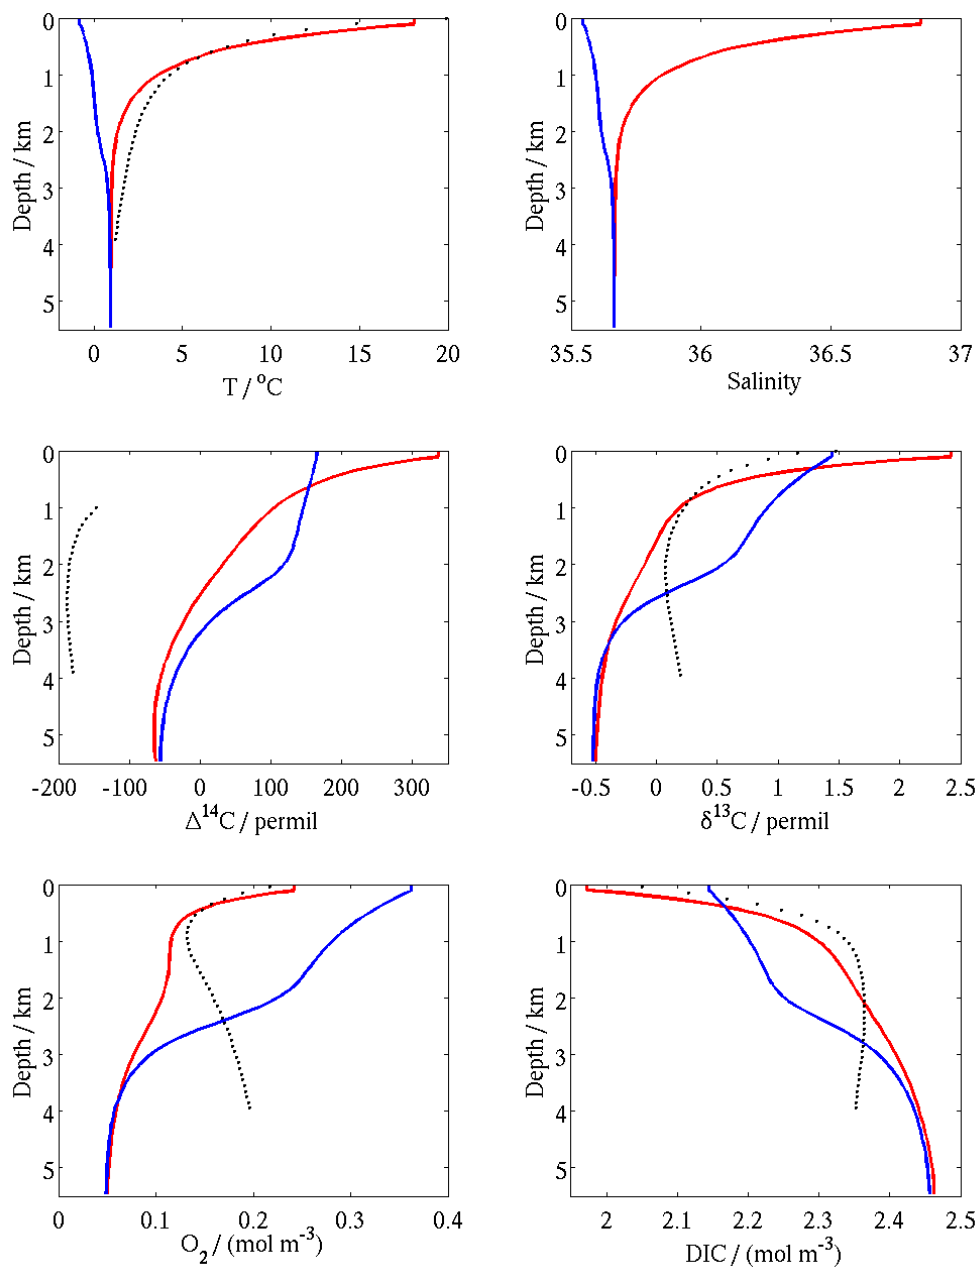 0
1
2
3
4
5
Depth / km
0 5 10 15 20
T / °C
0
1
2
3
4
5
Depth / km
35.5 36 36.5 37
Salinity
0
1
2
3
4
5
Depth / km
-200 -100 0 100 200 300
Δ¹⁴C / permil
0
1
2
3
4
5
Depth / km
-0.5 0 0.5 1 1.5 2 2.5
δ¹³C / permil
0
1
2
3
4
5
Depth / km
0 0.1 0.2 0.3 0.4
O₂ / (mol m⁻³)
0
1
2
3
4
5
Depth / km
2 2.1 2.2 2.3 2.4 2.5
DIC / (mol m⁻³)